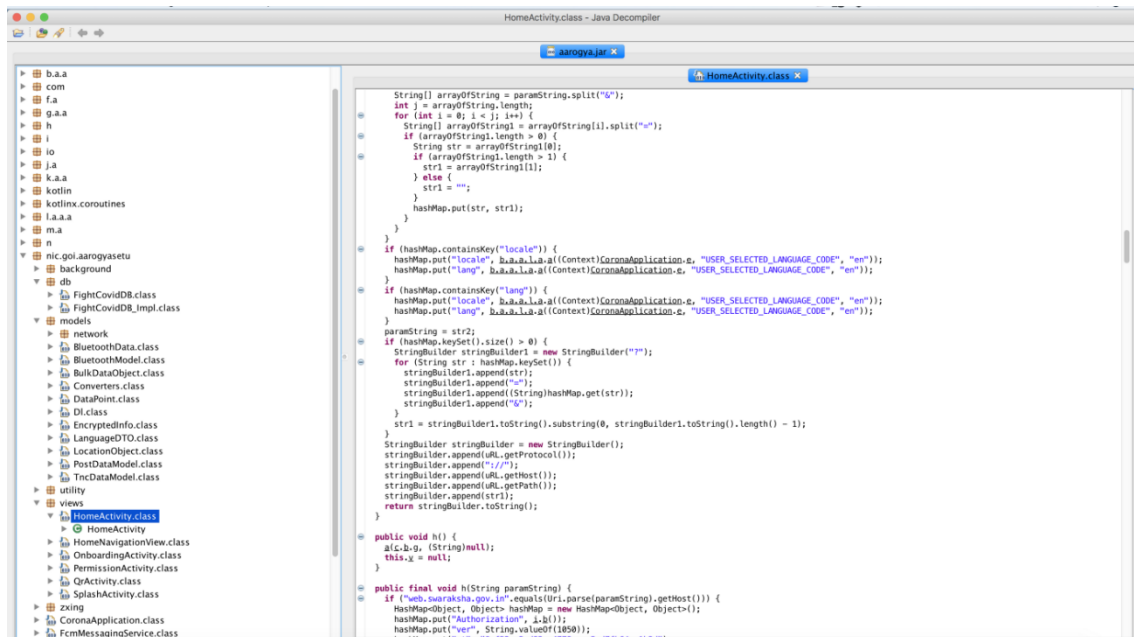 HomeActivity.class - Java Decompiler
aarogya.jar
b.a.a
com
f.a
g.a.a
h
i
io
j.a
k.a.a
kotlin
kotlinx.coroutines
l.a.a.a
m.a
n
nic.goi.aarogyasetu
background
db
FightCovidDB.class
FightCovidDB_Impl.class
models
network
BluetoothData.class
BluetoothModel.class
BulkDataObject.class
Converters.class
DataPoint.class
DI.class
EncryptedInfo.class
LanguageDTO.class
LocationObject.class
PostDataModel.class
TncDataModel.class
utility
views
HomeActivity.class
HomeActivity
HomeNavigationView.class
OnboardingActivity.class
PermissionActivity.class
QrActivity.class
SplashActivity.class
zxing
CoronaApplication.class
FcmMessagingService.class
HomeActivity.class
String[] arrayOfString = paramString.split("&");
int j = arrayOfString.length;
for (int i = 0; i < j; i++) {
String[] arrayOfString1 = arrayOfString[i].split("=");
if (arrayOfString1.length > 0) {
String str = arrayOfString1[0];
if (arrayOfString1.length > 1) {
str1 = arrayOfString1[1];
} else {
str1 = "";
}
hashMap.put(str, str1);
}
}
}
if (hashMap.containsKey("locale")) {
hashMap.put("locale", b.a.a.l.a.a((Context)CoronaApplication.e, "USER_SELECTED_LANGUAGE_CODE", "en"));
hashMap.put("lang", b.a.a.l.a.a((Context)CoronaApplication.e, "USER_SELECTED_LANGUAGE_CODE", "en"));
}
if (hashMap.containsKey("lang")) {
hashMap.put("locale", b.a.a.l.a.a((Context)CoronaApplication.e, "USER_SELECTED_LANGUAGE_CODE", "en"));
hashMap.put("lang", b.a.a.l.a.a((Context)CoronaApplication.e, "USER_SELECTED_LANGUAGE_CODE", "en"));
}
paramString = str2;
if (hashMap.keySet().size() > 0) {
StringBuilder stringBuilder1 = new StringBuilder("?");
for (String str : hashMap.keySet()) {
stringBuilder1.append(str);
stringBuilder1.append("=");
stringBuilder1.append((String)hashMap.get(str));
stringBuilder1.append("&");
}
str1 = stringBuilder1.toString().substring(0, stringBuilder1.toString().length() - 1);
}
StringBuilder stringBuilder = new StringBuilder();
stringBuilder.append(uRL.getProtocol());
stringBuilder.append("://");
stringBuilder.append(uRL.getHost());
stringBuilder.append(uRL.getPath());
stringBuilder.append(str1);
return stringBuilder.toString();
}
public void h() {
a(c.b.g, (String)null);
this.v = null;
}
public final void h(String paramString) {
if ("web.swaraksha.gov.in".equals(Uri.parse(paramString).getHost())) {
HashMap<Object, Object> hashMap = new HashMap<Object, Object>();
hashMap.put("Authorization", i.b());
hashMap.put("ver", String.valueOf(1050));